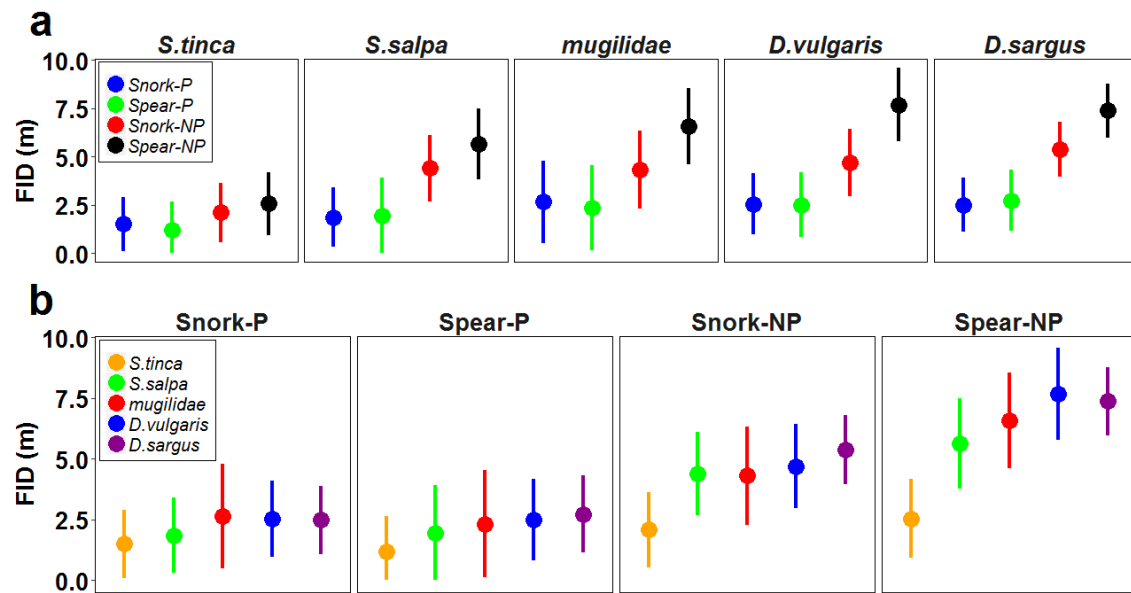 a
S.tinca S.salpa mugilidae D.vulgaris D.sargus
FID (m)
10.0
7.5
5.0
2.5
0.0
Snork-P
Spear-P
Snork-NP
Spear-NP
b
Snork-P Spear-P Snork-NP Spear-NP
FID (m)
10.0
7.5
5.0
2.5
0.0
S.tinca
S.salpa
mugilidae
D.vulgaris
D.sargus